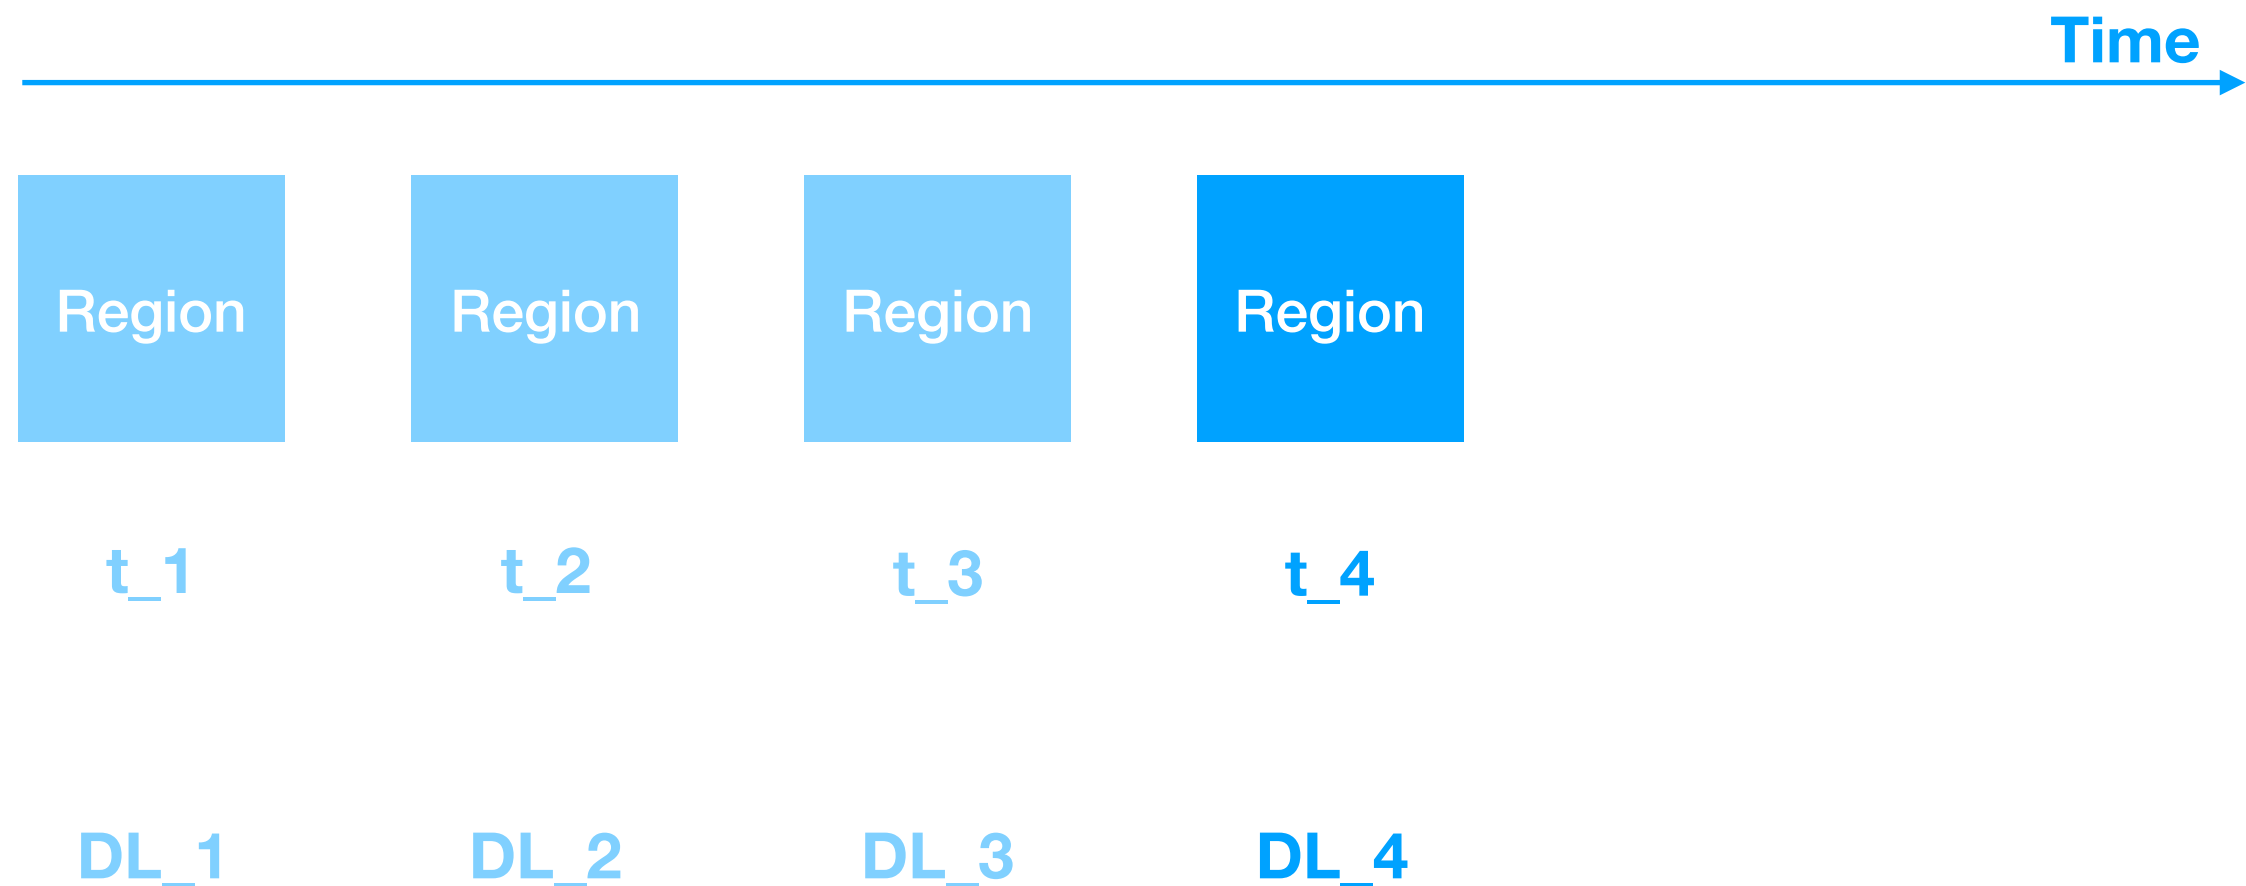 Time
Region Region Region Region
t_1 t_2 t_3 t_4
DL_1 DL_2 DL_3 DL_4